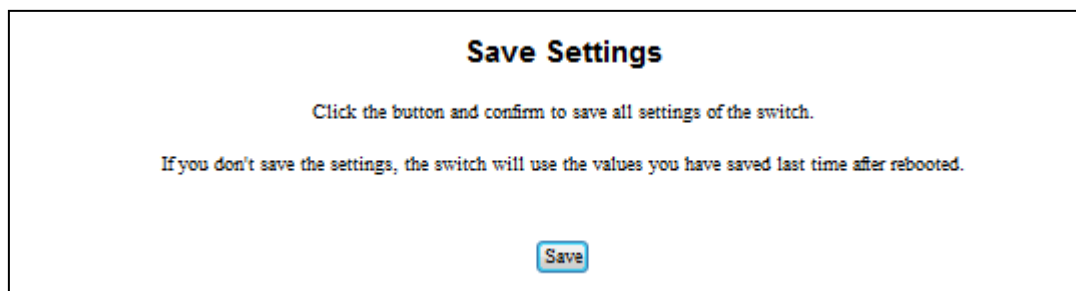 Save Settings
Click the button and confirm to save all settings of the switch.
If you don't save the settings, the switch will use the values you have saved last time after rebooted.
Save